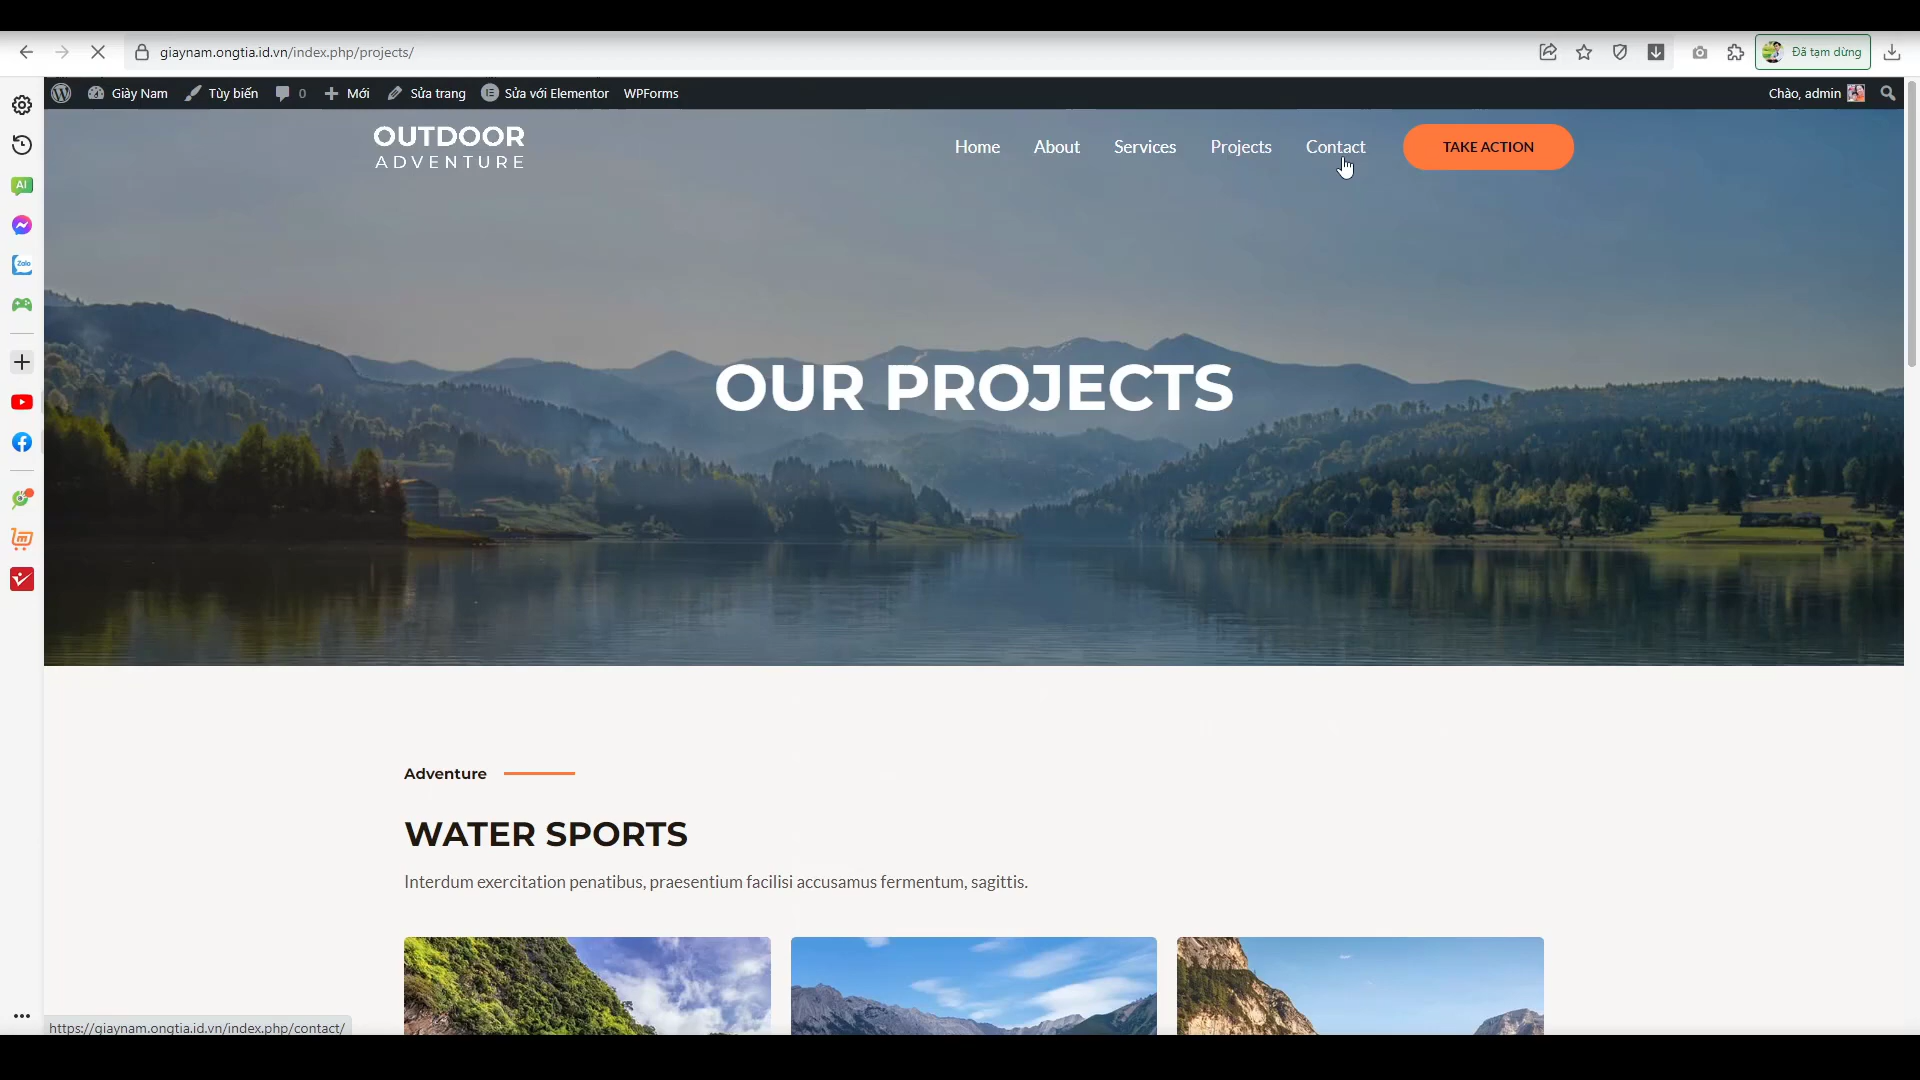 giaynam.ongtia.id.vn/index.php/projects/
Đã tạm dừng
Giày Nam
Tùy biến
0
Mới
Sửa trang
Sửa với Elementor
WPForms
Chào, admin
AI
Zalo
OUTDOOR
ADVENTURE
Home
About
Services
Projects
Contact
TAKE ACTION
OUR PROJECTS
Adventure
WATER SPORTS
Interdum exercitation penatibus, praesentium facilisi accusamus fermentum, sagittis.
https://giaynam.ongtia.id.vn/index.php/contact/